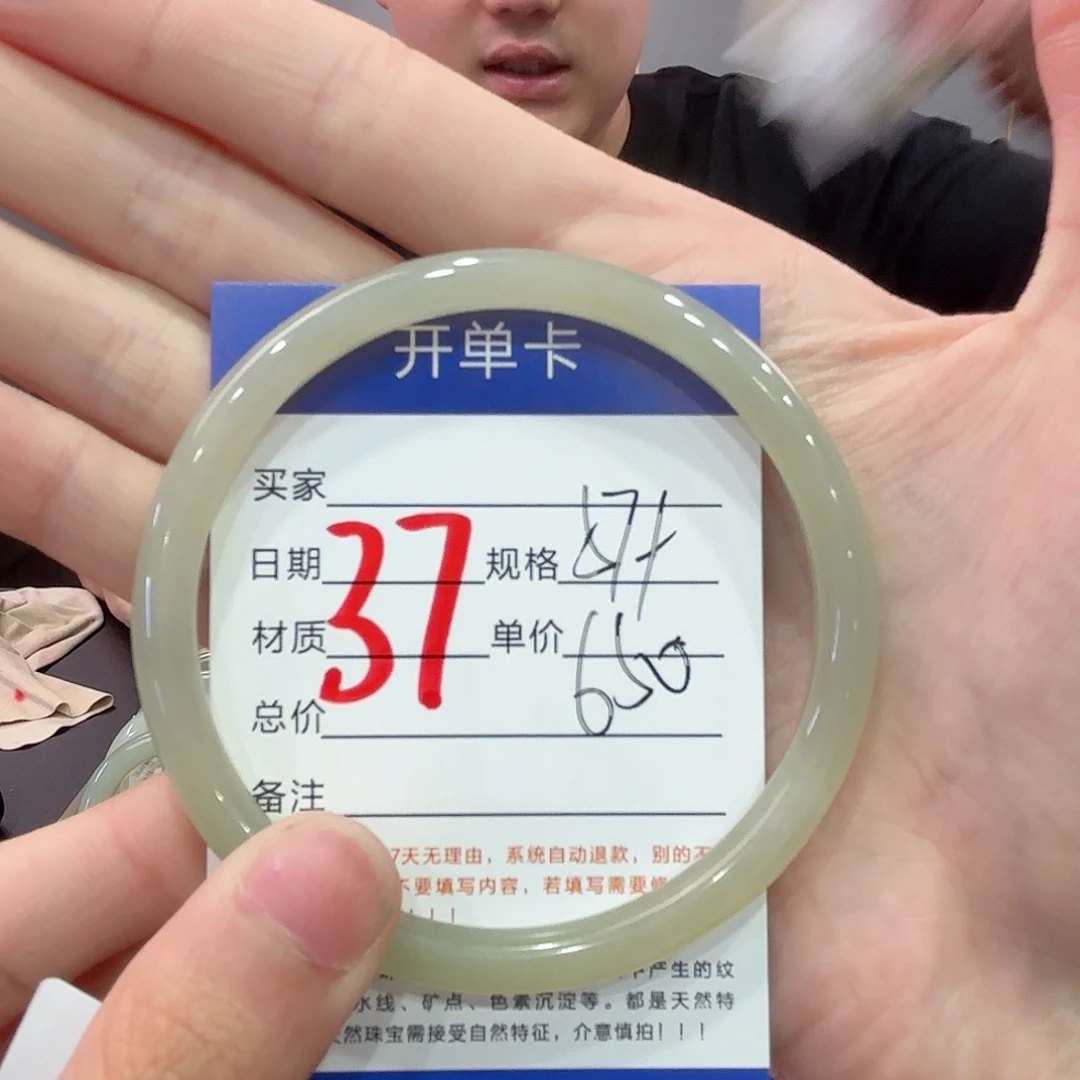 开单卡
买家
日期 规格
37
材质 单价 650
总价
备注
7天无理由，系统自动退款，别的不
不要填写内容，若填写需要修
！！！
产生的纹
水线、矿点、色素沉淀等。都是天然特
然珠宝需接受自然特征，介意慎拍！！！